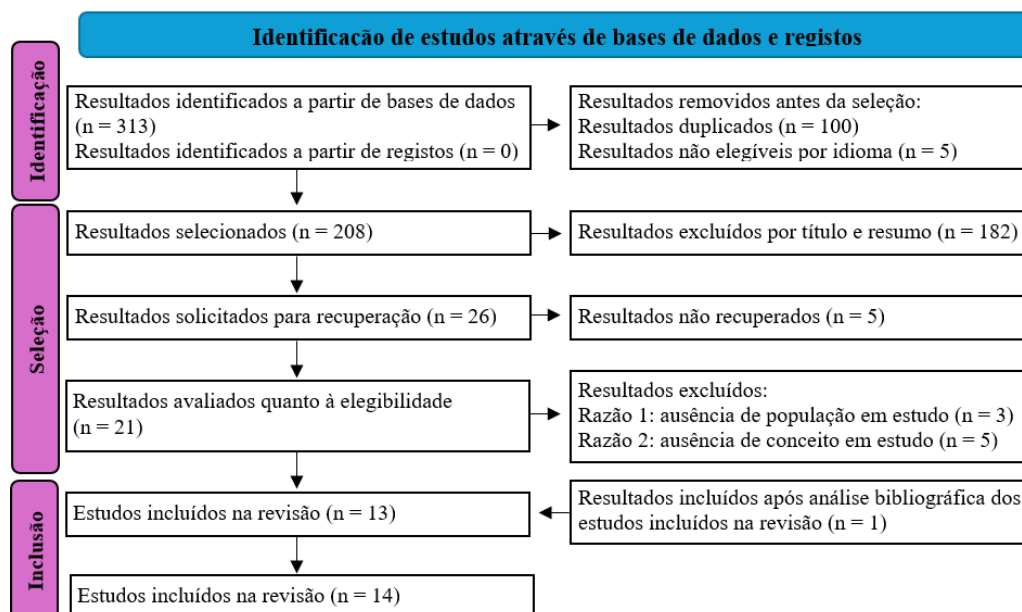 Identificação de estudos através de bases de dados e registos
Identificação
Resultados identificados a partir de bases de dados
(n = 313)
Resultados identificados a partir de registos (n = 0)
Resultados removidos antes da seleção:
Resultados duplicados (n = 100)
Resultados não elegíveis por idioma (n = 5)
Seleção
Resultados selecionados (n = 208)
Resultados excluídos por título e resumo (n = 182)
Resultados solicitados para recuperação (n = 26)
Resultados não recuperados (n = 5)
Resultados avaliados quanto à elegibilidade
(n = 21)
Resultados excluídos:
Razão 1: ausência de população em estudo (n = 3)
Razão 2: ausência de conceito em estudo (n = 5)
Inclusão
Estudos incluídos na revisão (n = 13)
Resultados incluídos após análise bibliográfica dos
estudos incluídos na revisão (n = 1)
Estudos incluídos na revisão (n = 14)